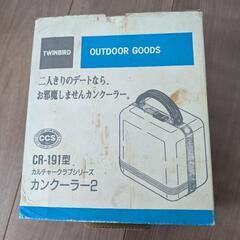 TWINBIRD
OUTDOOR GOODS
二人きりのデートなら、
お邪魔しませんカンクーラー。
CCS
CR-191型
カルチャークラブシリーズ
カンクーラー2